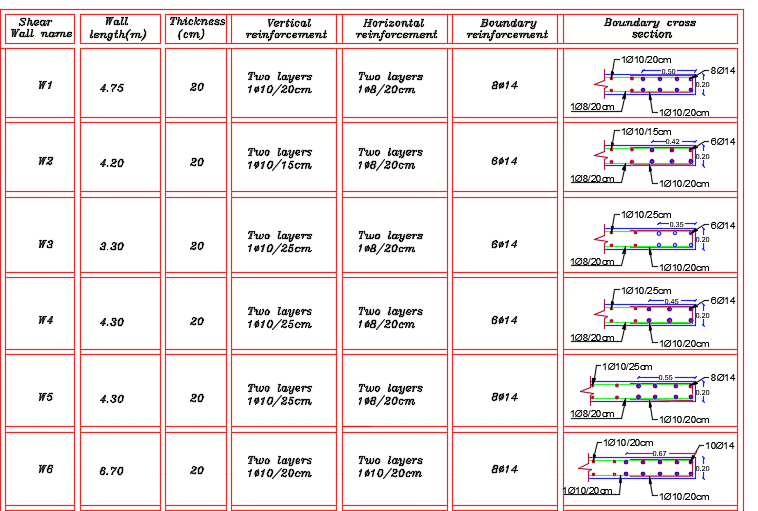 Shear Wall name
Wall length(m)
Thickness (cm)
Vertical reinforcement
Horizontal reinforcement
Boundary reinforcement
Boundary cross section
W1
4.75
20
Two layers
1ø10/20cm
Two layers
1ø8/20cm
8ø14
1Ø10/20cm
0.50
8Ø14
0.20
1Ø8/20cm
1Ø10/20cm
W2
4.20
20
Two layers
1ø10/15cm
Two layers
1ø8/20cm
6ø14
1Ø10/15cm
0.42
6Ø14
0.20
1Ø8/20cm
1Ø10/20cm
W3
3.30
20
Two layers
1ø10/25cm
Two layers
1ø8/20cm
6ø14
1Ø10/25cm
0.35
6Ø14
0.20
1Ø8/20cm
1Ø10/20cm
W4
4.30
20
Two layers
1ø10/25cm
Two layers
1ø8/20cm
6ø14
1Ø10/25cm
0.45
6Ø14
0.20
1Ø8/20cm
1Ø10/20cm
W5
4.30
20
Two layers
1ø10/25cm
Two layers
1ø8/20cm
8ø14
1Ø10/25cm
0.55
8Ø14
0.20
1Ø8/20cm
1Ø10/20cm
W6
6.70
20
Two layers
1ø10/20cm
Two layers
1ø10/20cm
8ø14
1Ø10/20cm
0.67
10Ø14
0.20
1Ø10/20cm
1Ø10/20cm